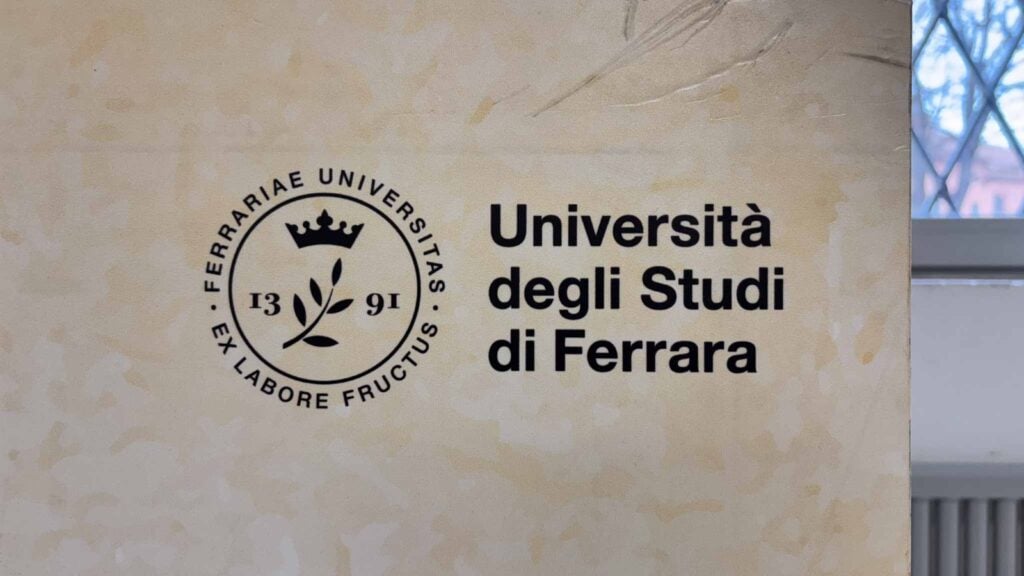 FERRARIAE UNIVERSITAS
13 91
EX LABORE FRUCTUS
Università
degli Studi
di Ferrara